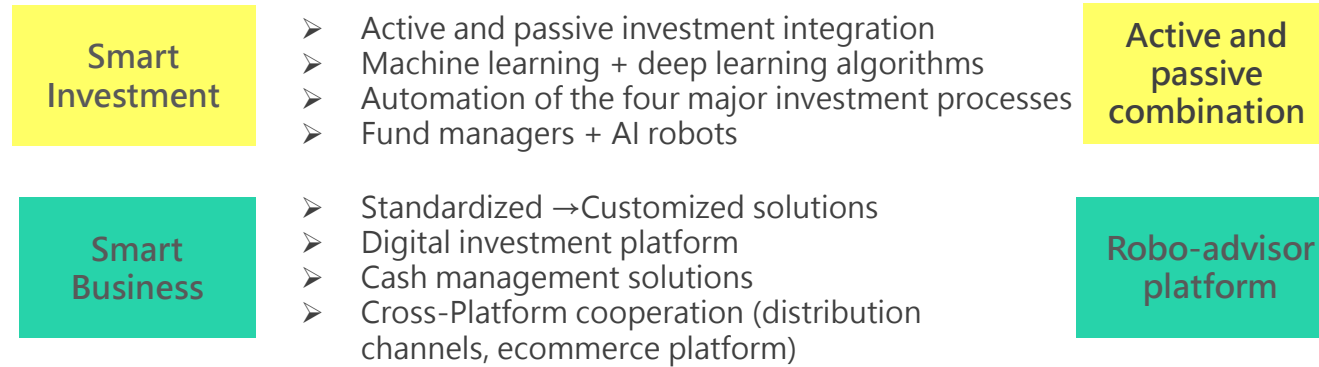 Smart
Investment
➢ Active and passive investment integration
➢ Machine learning + deep learning algorithms
➢ Automation of the four major investment processes
➢ Fund managers + AI robots
Active and
passive
combination
Smart
Business
➢ Standardized →Customized solutions
➢ Digital investment platform
➢ Cash management solutions
➢ Cross-Platform cooperation (distribution
channels, ecommerce platform)
Robo-advisor
platform